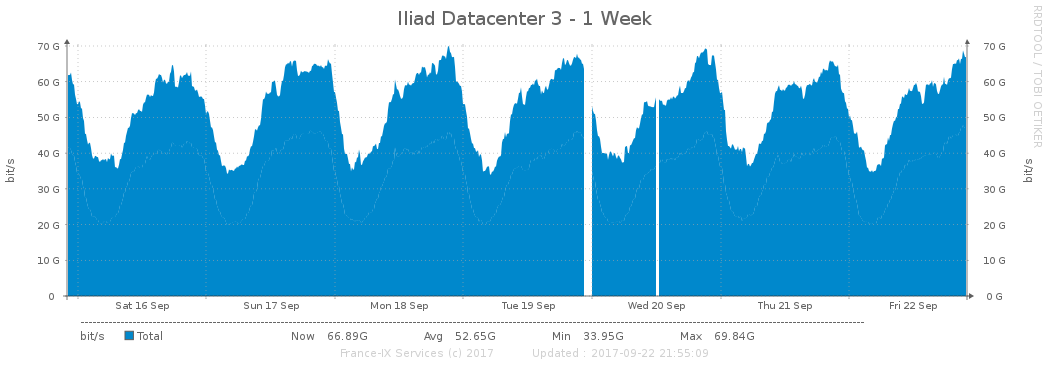 Iliad Datacenter 3 - 1 Week
RRDTOOL / TOBI OETIKER
bit/s
70 G 70 G
60 G 60 G
50 G 50 G
40 G 40 G
30 G 30 G
20 G 20 G
10 G 10 G
0 0 G
bit/s
Sat 16 Sep Sun 17 Sep Mon 18 Sep Tue 19 Sep Wed 20 Sep Thu 21 Sep Fri 22 Sep
bit/s Total Now 66.89G Avg 52.65G Min 33.95G Max 69.84G
France-IX Services (c) 2017 Updated : 2017-09-22 21:55:09